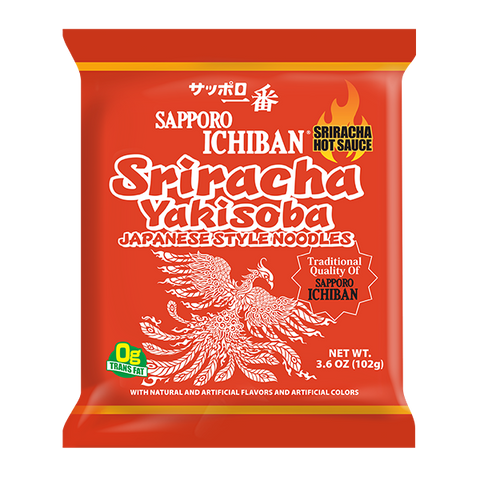 サッポロ一番
SAPPORO
ICHIBAN®
SRIRACHA
HOT SAUCE
Sriracha
Yakisoba
JAPANESE STYLE NOODLES
Traditional
Quality Of
SAPPORO
ICHIBAN
0g
TRANS FAT
NET WT.
3.6 OZ (102g)
WITH NATURAL AND ARTIFICIAL FLAVORS AND ARTIFICIAL COLORS